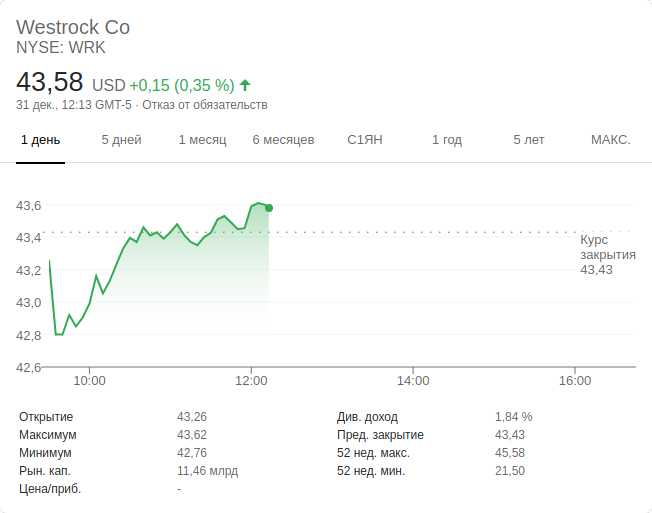 Westrock Co
NYSE: WRK
43,58 USD +0,15 (0,35 %)
31 дек., 12:13 GMT-5 · Отказ от обязательств
1 день 5 дней 1 месяц 6 месяцев С1ЯН 1 год 5 лет МАКС.
43,6
43,4
43,2
43,0
42,8
42,6
Курс
закрытия
43,43
10:00 12:00 14:00 16:00
Открытие 43,26 Див. доход 1,84 %
Максимум 43,62 Пред. закрытие 43,43
Минимум 42,76 52 нед. макс. 45,58
Рын. кап. 11,46 млрд 52 нед. мин. 21,50
Цена/приб. -